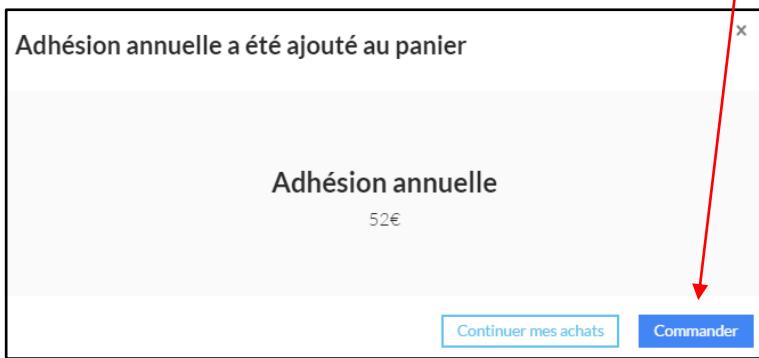 Adhésion annuelle a été ajouté au panier
×
Adhésion annuelle
52€
Continuer mes achats
Commander